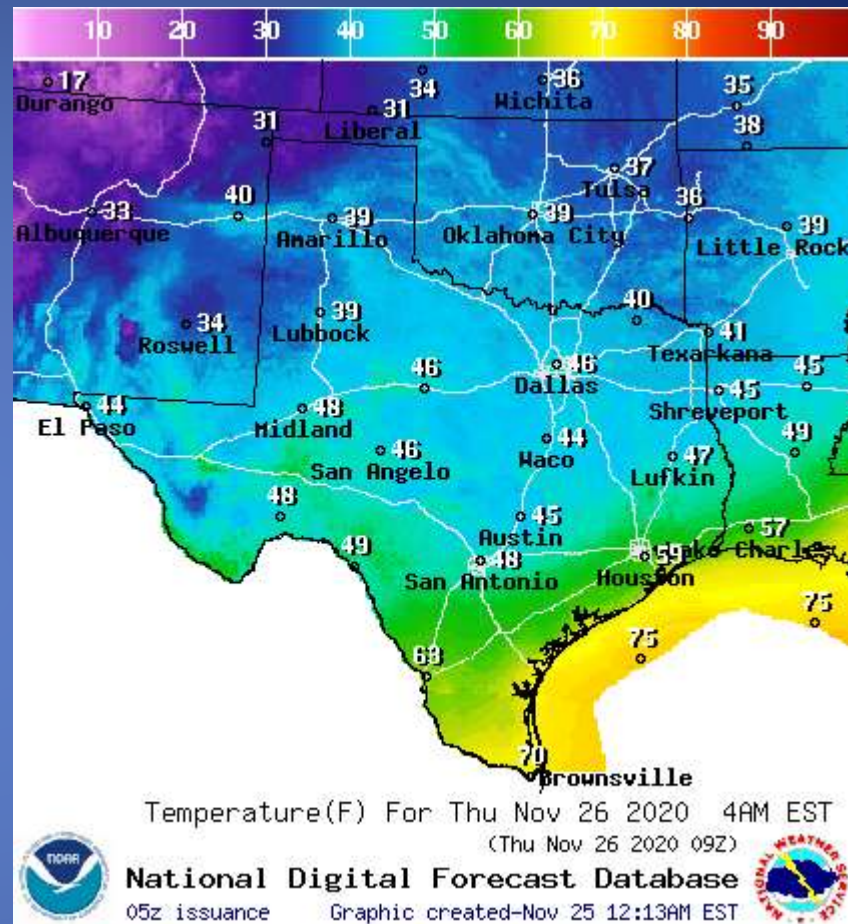 10 20 30 40 50 60 70 80 90
17 34 36 35
Durango Wichita
31 31 38
Liberal
37
Tulsa
33 40 39 39 36 39
Albuquerque Amarillo Oklahoma City Little Rock
34 39 40 41
Roswell Lubbock Texarkana
46 46 45 45
Dallas Shreveport
44 48
El Paso Midland
46 44 47 49
San Angelo Waco Lufkin
48 45 57
Austin Lake Charles
49 48 59
San Antonio Houston
75
63 75
70
Brownsville
Temperature(F) For Thu Nov 26 2020 4AM EST
(Thu Nov 26 2020 09Z)
NOAA
National Digital Forecast Database
05z issuance Graphic created-Nov 25 12:13AM EST